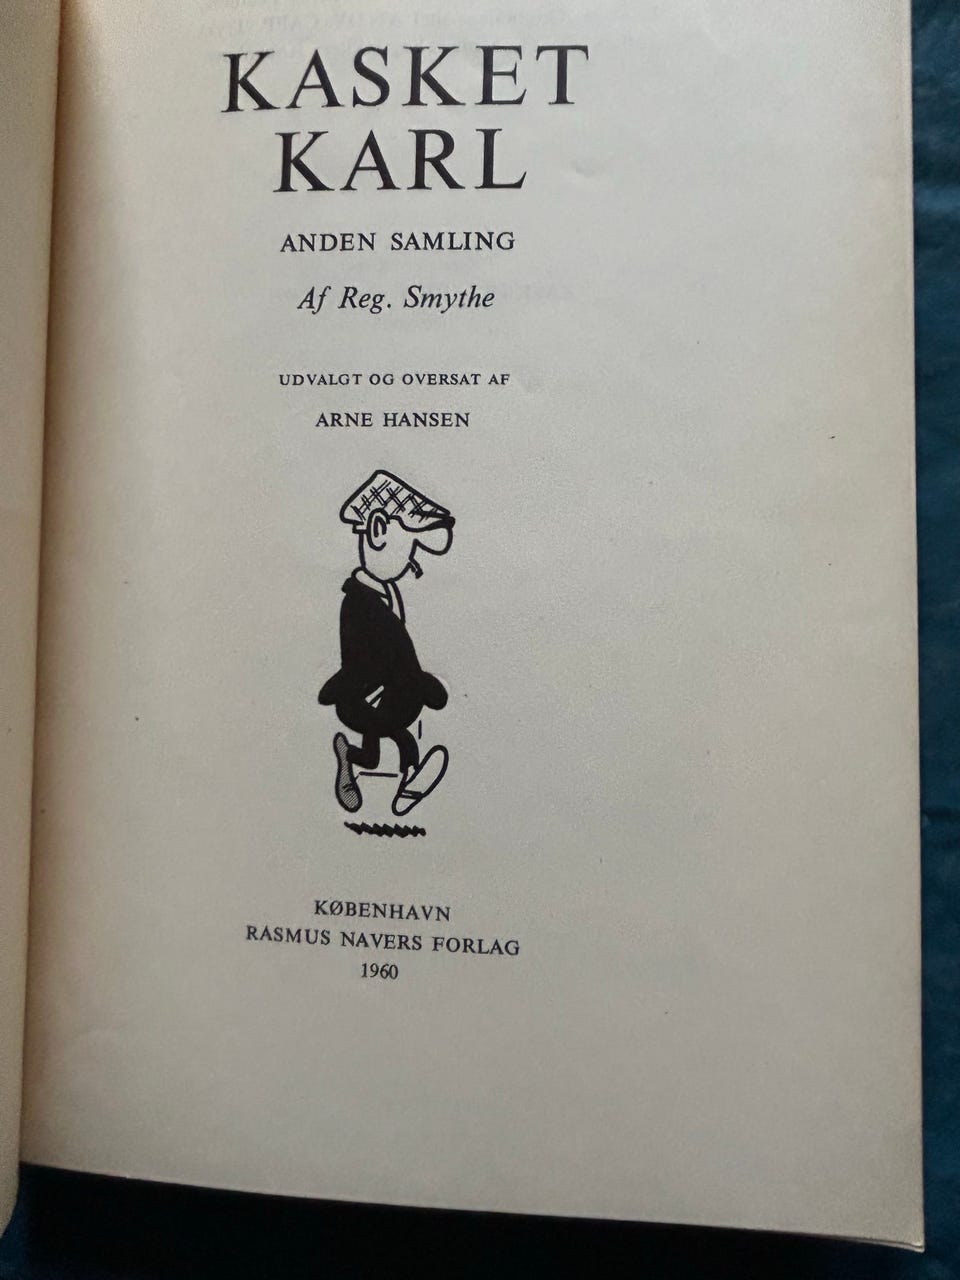 KASKET
KARL
ANDEN SAMLING
Af Reg. Smythe
UDVALGT OG OVERSAT AF
ARNE HANSEN
KØBENHAVN
RASMUS NAVERS FORLAG
1960